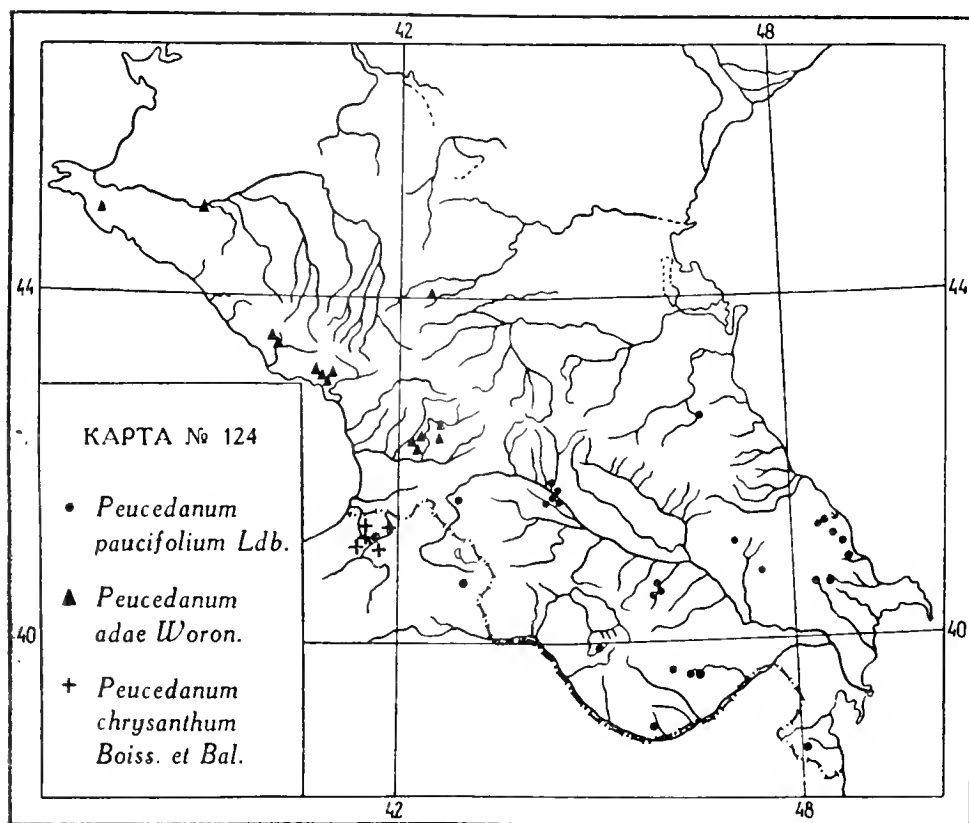 42 48
44 44
КАРТА № 124
Peucedanum
paucifolium Ldb.
Peucedanum
adae Woron.
40 40
Peucedanum
chrysanthum
Boiss. et Bal.
42 48